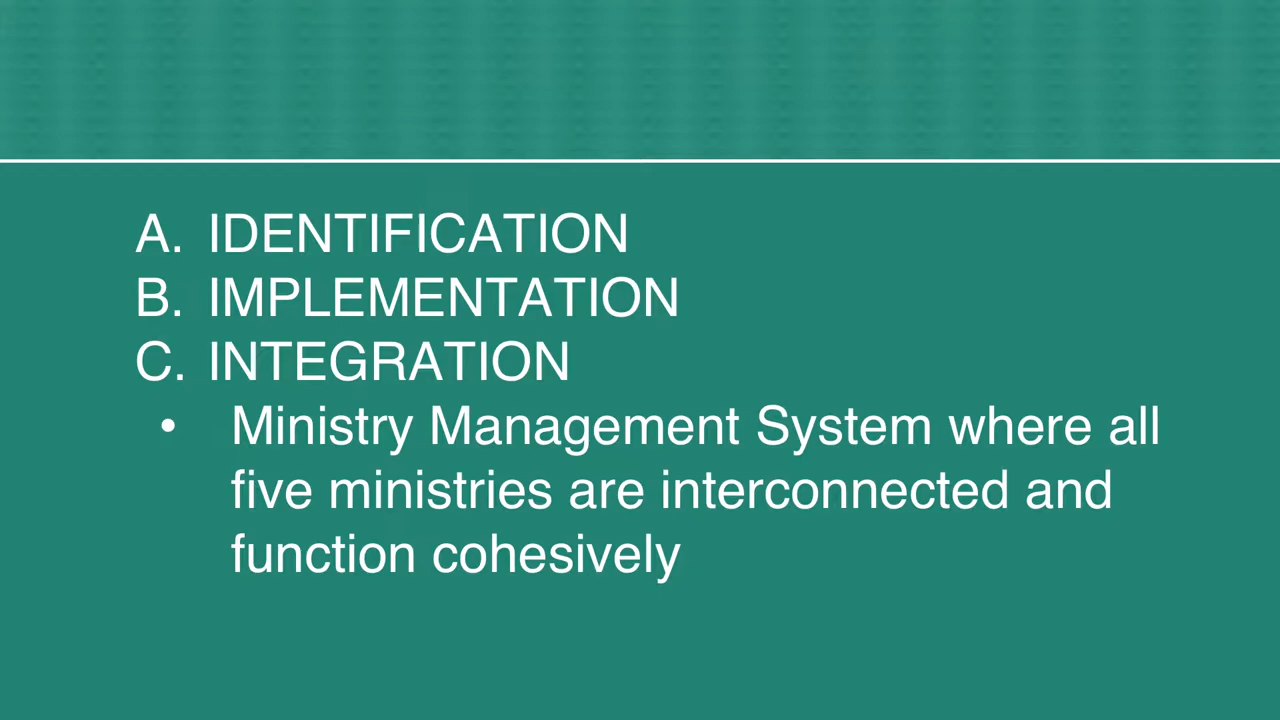 A. IDENTIFICATION
B. IMPLEMENTATION
C. INTEGRATION
• Ministry Management System where all
five ministries are interconnected and
function cohesively